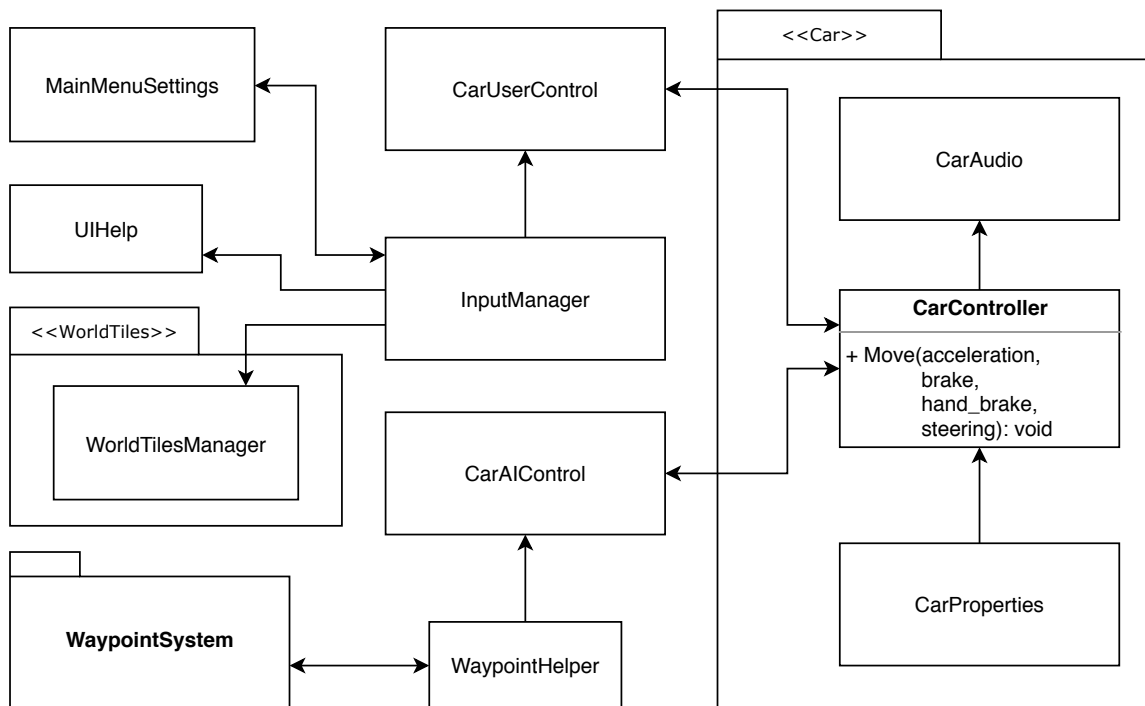 <<Car>>
MainMenuSettings
CarUserControl
CarAudio
UIHelp
InputManager
CarController
<<WorldTiles>>
+ Move(acceleration,
brake,
hand_brake,
steering): void
WorldTilesManager
CarAIControl
CarProperties
WaypointSystem
WaypointHelper